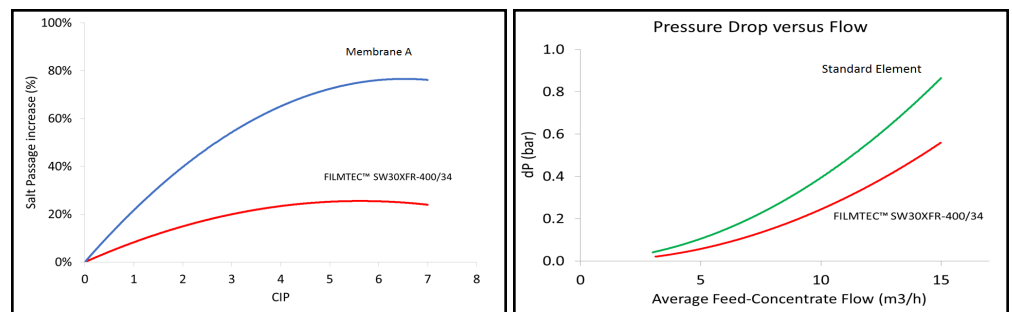 100%
80%
60%
40%
20%
0%
Salt Passage increase (%)
Membrane A
FILMTEC™ SW30XFR-400/34
0 1 2 3 4 5 6 7 8
CIP
Pressure Drop versus Flow
1.0
0.8
0.6
0.4
0.2
0.0
dP (bar)
Standard Element
FILMTEC™ SW30XFR-400/34
0 5 10 15
Average Feed-Concentrate Flow (m3/h)